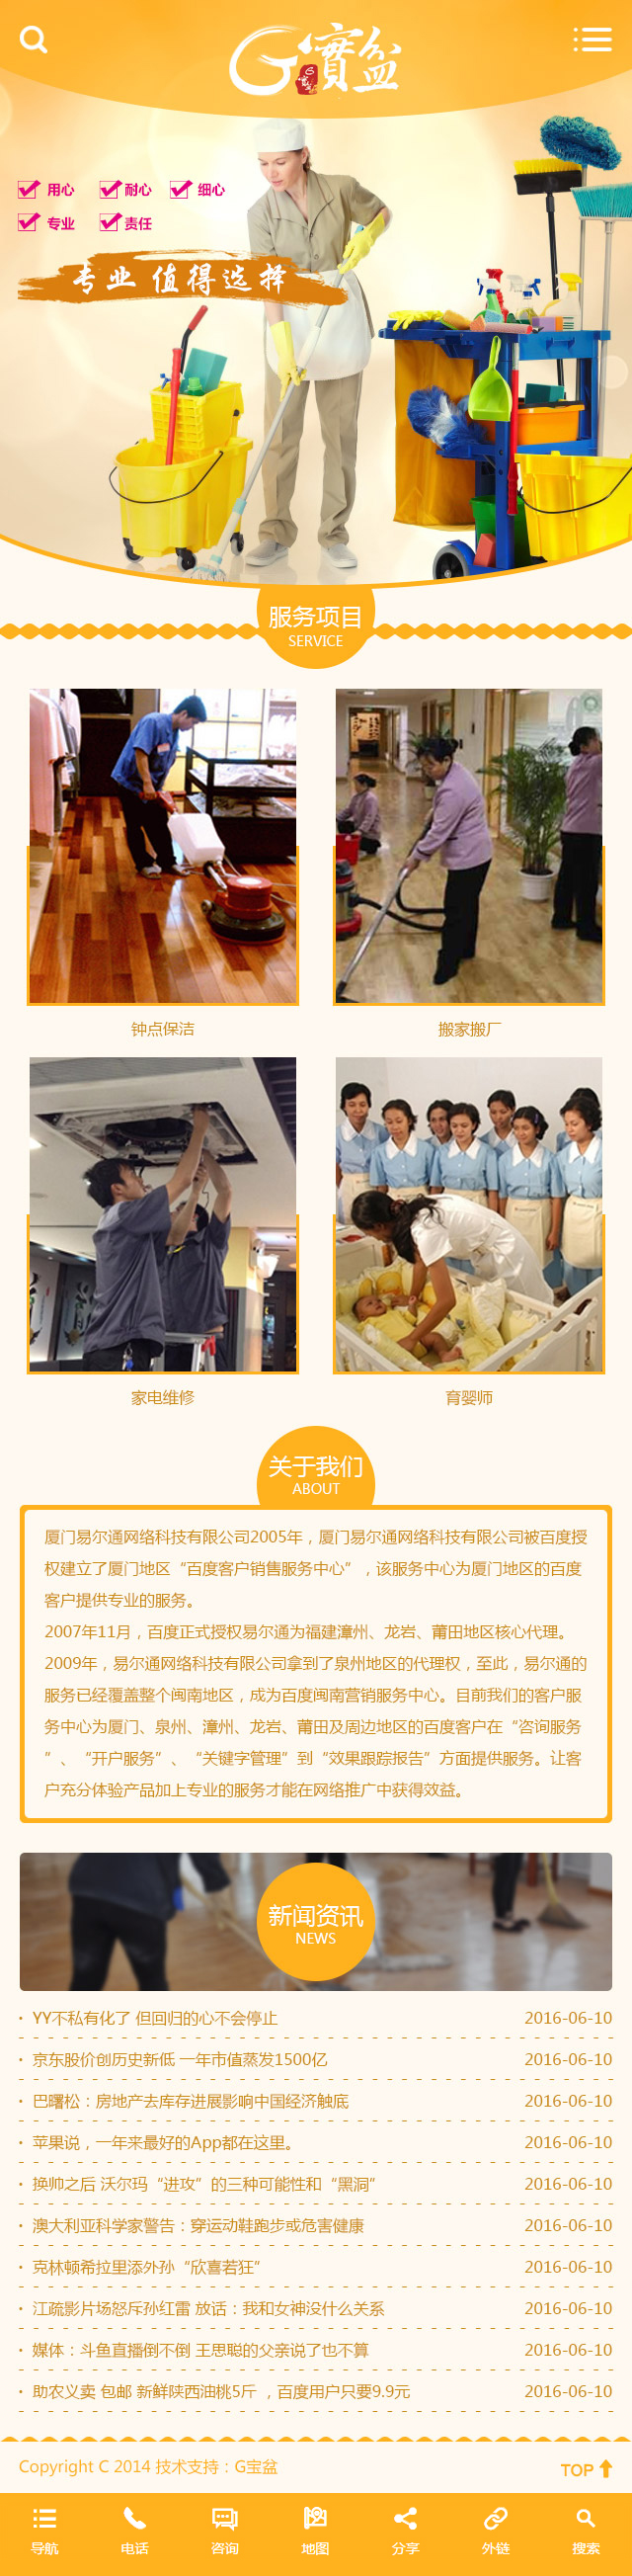 G寶盆
用心 耐心 细心
专业 责任
专业 值得选择
服务项目
SERVICE
钟点保洁 搬家搬厂
家电维修 育婴师
关于我们
ABOUT
厦门易尔通网络科技有限公司2005年，厦门易尔通网络科技有限公司被百度授
权建立了厦门地区“百度客户销售服务中心”，该服务中心为厦门地区的百度
客户提供专业的服务。
2007年11月，百度正式授权易尔通为福建漳州、龙岩、莆田地区核心代理。
2009年，易尔通网络科技有限公司拿到了泉州地区的代理权，至此，易尔通的
服务已经覆盖整个闽南地区，成为百度闽南营销服务中心。目前我们的客户服
务中心为厦门、泉州、漳州、龙岩、莆田及周边地区的百度客户在“咨询服务
”、“开户服务”、“关键字管理”到“效果跟踪报告”方面提供服务。让客
户充分体验产品加上专业的服务才能在网络推广中获得效益。
新闻资讯
NEWS
· YY不私有化了 但回归的心不会停止 2016-06-10
· 京东股价创历史新低 一年市值蒸发1500亿 2016-06-10
· 巴曙松：房地产去库存进展影响中国经济触底 2016-06-10
· 苹果说，一年来最好的App都在这里。 2016-06-10
· 换帅之后 沃尔玛“进攻”的三种可能性和“黑洞” 2016-06-10
· 澳大利亚科学家警告：穿运动鞋跑步或危害健康 2016-06-10
· 克林顿希拉里添外孙“欣喜若狂” 2016-06-10
· 江疏影片场怒斥孙红雷 放话：我和女神没什么关系 2016-06-10
· 媒体：斗鱼直播倒不倒 王思聪的父亲说了也不算 2016-06-10
· 助农义卖 包邮 新鲜陕西油桃5斤 ，百度用户只要9.9元 2016-06-10
Copyright C 2014 技术支持：G宝盆 TOP
导航 电话 咨询 地图 分享 外链 搜索